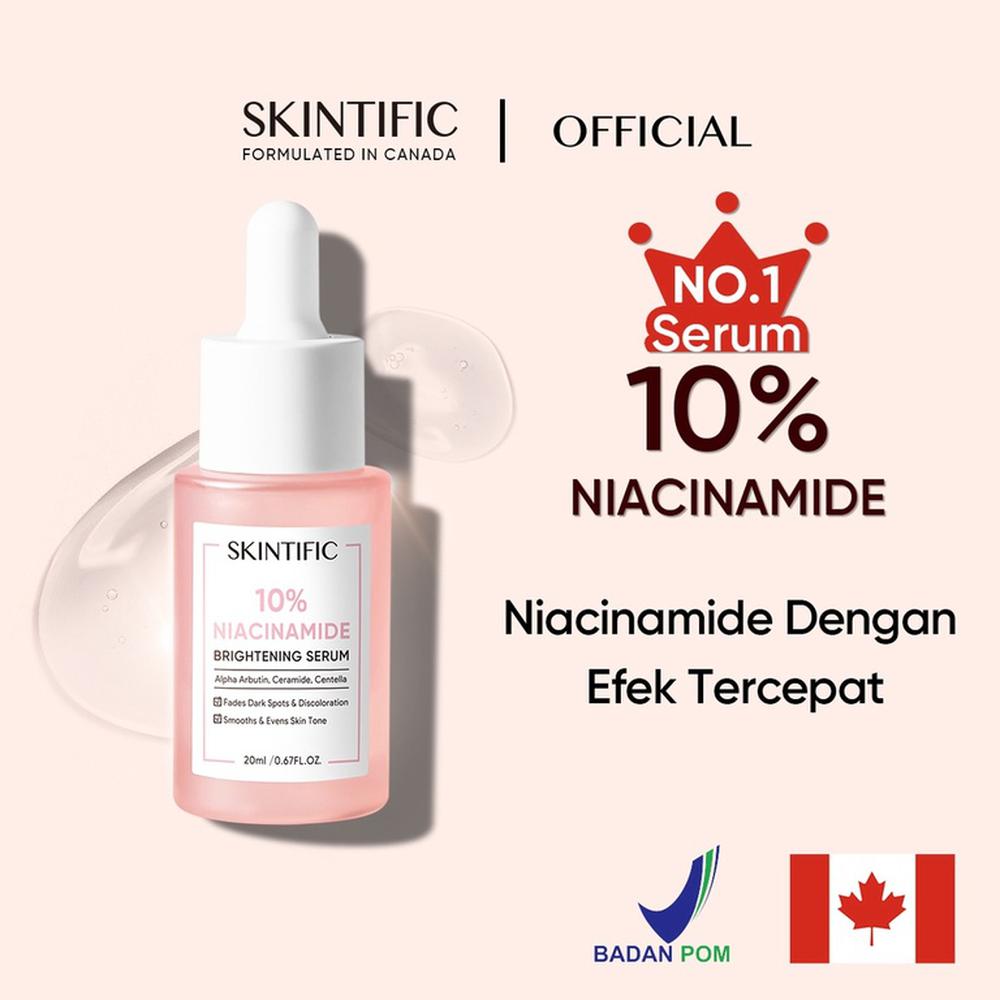 SKINTIFIC
FORMULATED IN CANADA
OFFICIAL
NO.1
Serum
10%
NIACINAMIDE
Niacinamide Dengan
Efek Tercepat
SKINTIFIC
10%
NIACINAMIDE
BRIGHTENING SERUM
Alpha Arbutin, Ceramide, Centella
Fades Dark Spots & Discoloration
Smooths & Evens Skin Tone
20ml /0.67FL.OZ.
BADAN POM